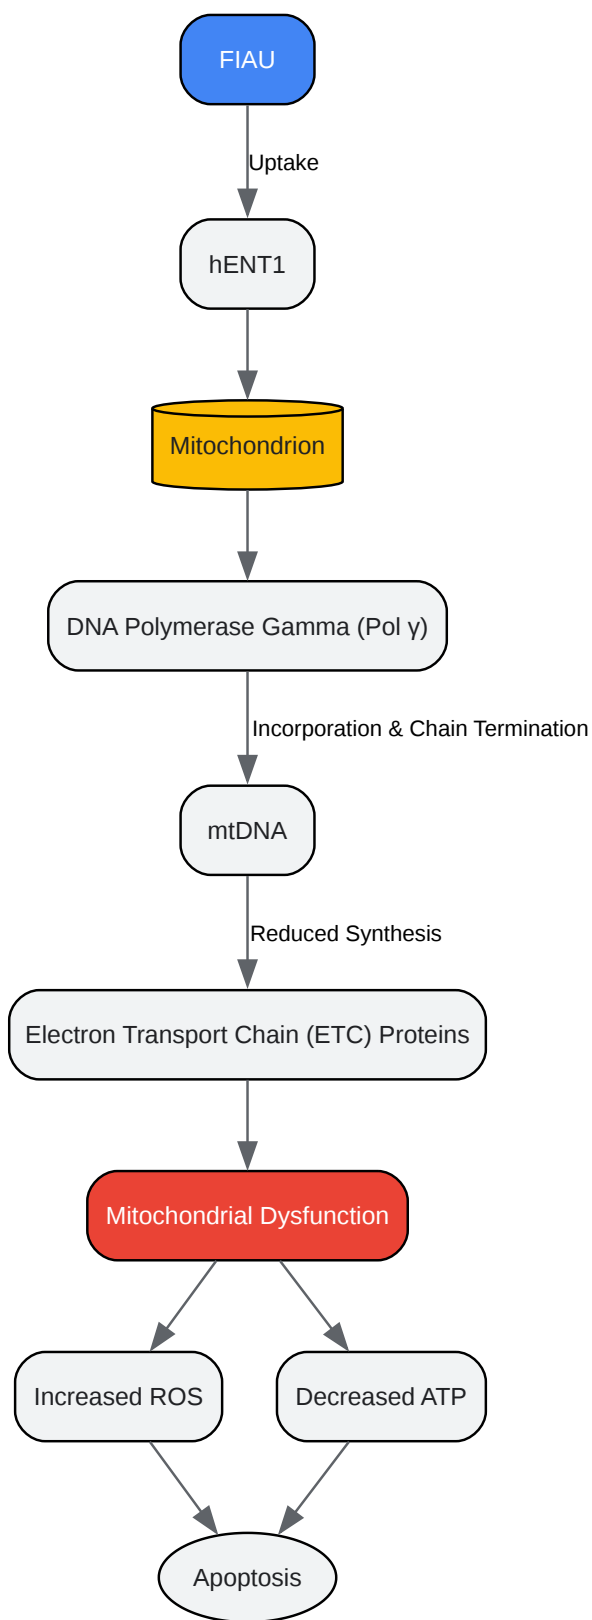 FIAU
Uptake
hENT1
Mitochondrion
DNA Polymerase Gamma (Pol γ)
Incorporation & Chain Termination
mtDNA
Reduced Synthesis
Electron Transport Chain (ETC) Proteins
Mitochondrial Dysfunction
Increased ROS
Decreased ATP
Apoptosis